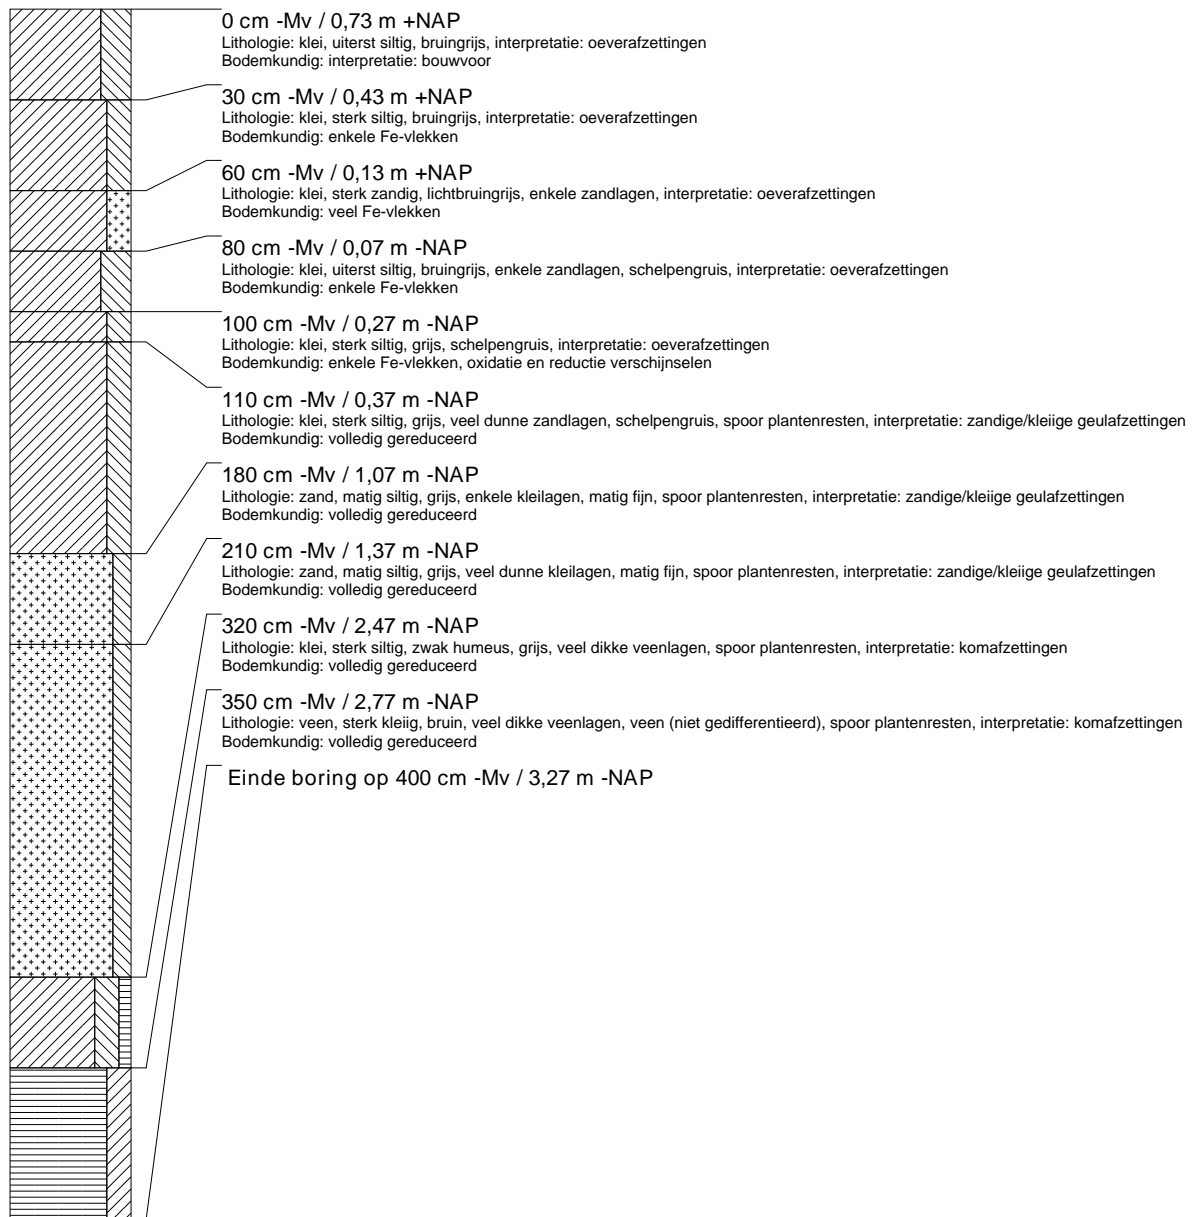 0 cm -Mv / 0,73 m +NAP
Lithologie: klei, uiterst siltig, bruingrijs, interpretatie: oeverafzettingen
Bodemkundig: interpretatie: bouwvoor
30 cm -Mv / 0,43 m +NAP
Lithologie: klei, sterk siltig, bruingrijs, interpretatie: oeverafzettingen
Bodemkundig: enkele Fe-vlekken
60 cm -Mv / 0,13 m +NAP
Lithologie: klei, sterk zandig, lichtbruingrijs, enkele zandlagen, interpretatie: oeverafzettingen
Bodemkundig: veel Fe-vlekken
80 cm -Mv / 0,07 m -NAP
Lithologie: klei, uiterst siltig, bruingrijs, enkele zandlagen, schelpengruis, interpretatie: oeverafzettingen
Bodemkundig: enkele Fe-vlekken
100 cm -Mv / 0,27 m -NAP
Lithologie: klei, sterk siltig, grijs, schelpengruis, interpretatie: oeverafzettingen
Bodemkundig: enkele Fe-vlekken, oxidatie en reductie verschijnselen
110 cm -Mv / 0,37 m -NAP
Lithologie: klei, sterk siltig, grijs, veel dunne zandlagen, schelpengruis, spoor plantenresten, interpretatie: zandige/kleiige geulafzettingen
Bodemkundig: volledig gereduceerd
180 cm -Mv / 1,07 m -NAP
Lithologie: zand, matig siltig, grijs, enkele kleilagen, matig fijn, spoor plantenresten, interpretatie: zandige/kleiige geulafzettingen
Bodemkundig: volledig gereduceerd
210 cm -Mv / 1,37 m -NAP
Lithologie: zand, matig siltig, grijs, veel dunne kleilagen, matig fijn, spoor plantenresten, interpretatie: zandige/kleiige geulafzettingen
Bodemkundig: volledig gereduceerd
320 cm -Mv / 2,47 m -NAP
Lithologie: klei, sterk siltig, zwak humeus, grijs, veel dikke veenlagen, spoor plantenresten, interpretatie: komafzettingen
Bodemkundig: volledig gereduceerd
350 cm -Mv / 2,77 m -NAP
Lithologie: veen, sterk kleiig, bruin, veel dikke veenlagen, veen (niet gedifferentieerd), spoor plantenresten, interpretatie: komafzettingen
Bodemkundig: volledig gereduceerd
Einde boring op 400 cm -Mv / 3,27 m -NAP